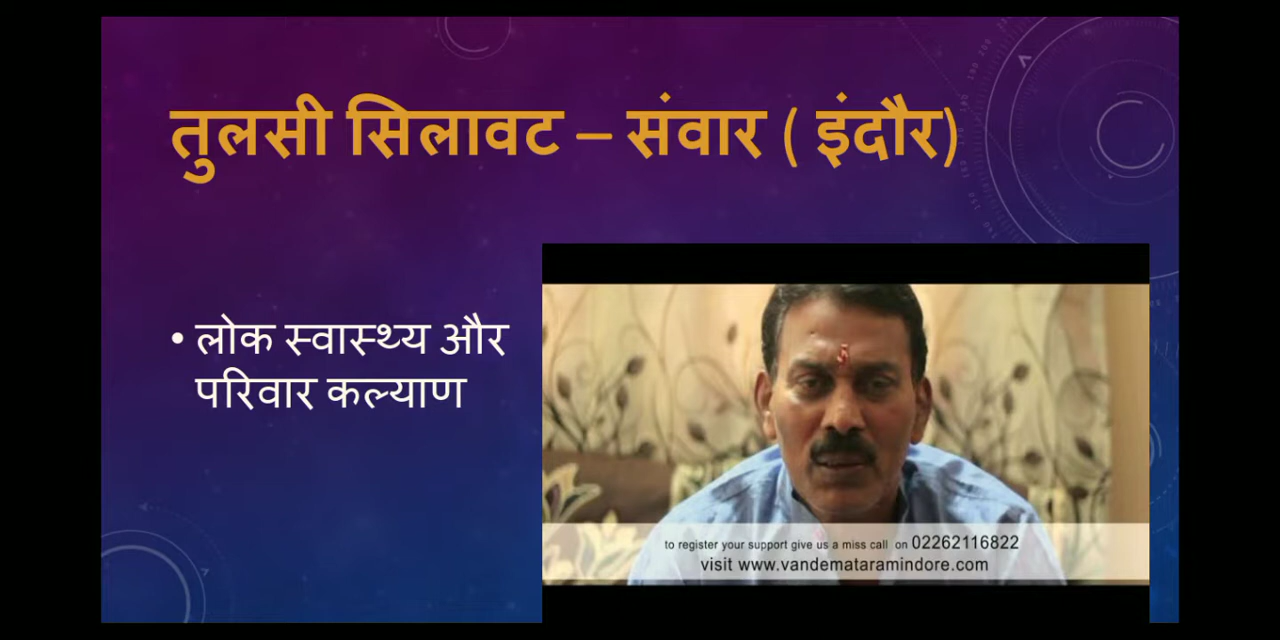 तुलसी सिलावट – संवार ( इंदौर)
• लोक स्वास्थ्य और
परिवार कल्याण
to register your support give us a miss call on 02262116822
visit www.vandemataramindore.com